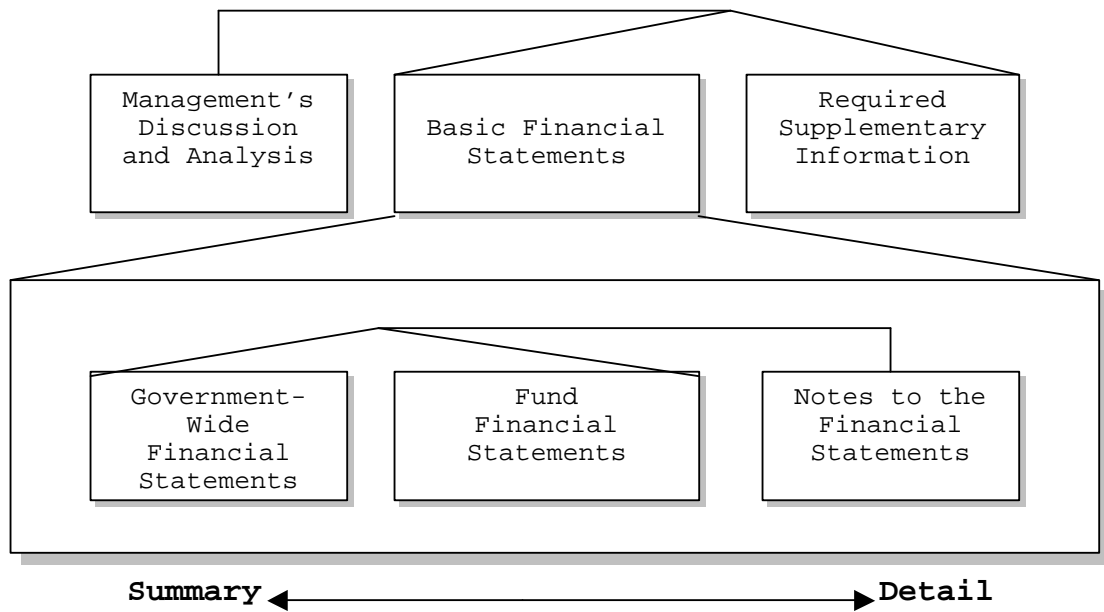 Management's
Discussion
and Analysis
Basic Financial
Statements
Required
Supplementary
Information
Government-
Wide
Financial
Statements
Fund
Financial
Statements
Notes to the
Financial
Statements
Summary
Detail